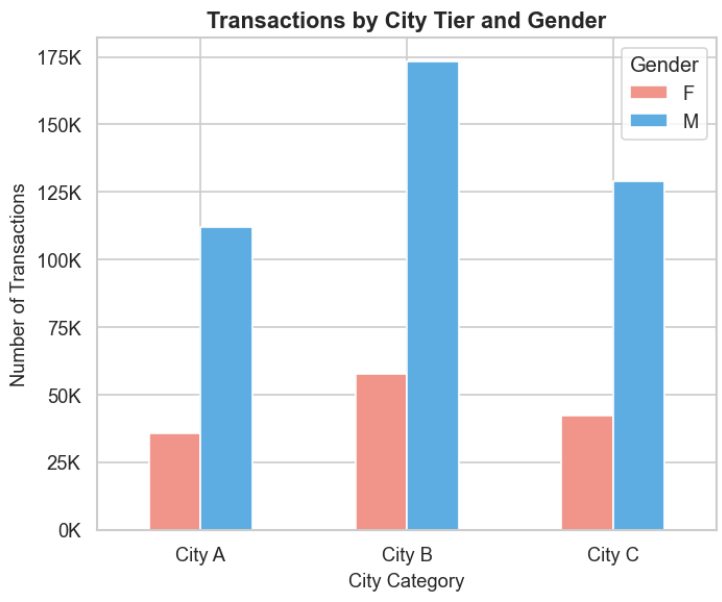 Transactions by City Tier and Gender
Gender
F
M
175K
150K
125K
100K
75K
50K
25K
0K
Number of Transactions
City A
City B
City C
City Category